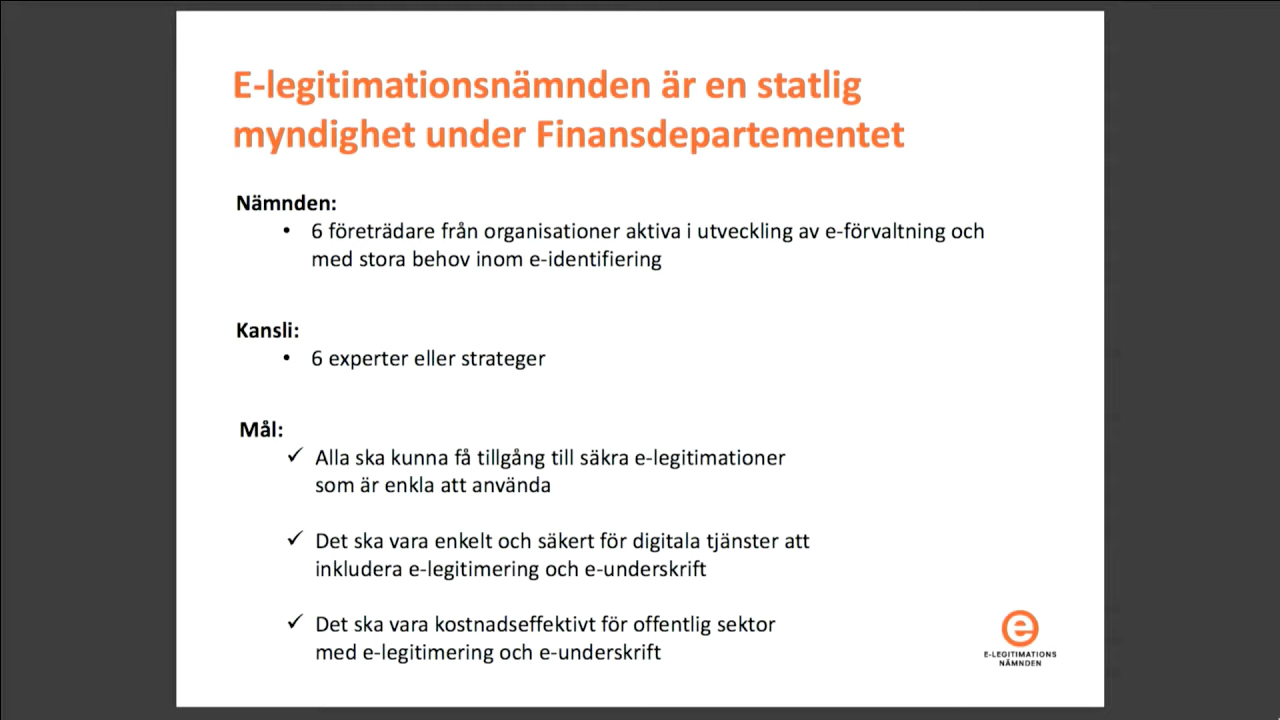 E-legitimationsnämnden är en statlig
myndighet under Finansdepartementet
Nämnden:
• 6 företrädare från organisationer aktiva i utveckling av e-förvaltning och
med stora behov inom e-identifiering
Kansli:
• 6 experter eller strateger
Mål:
✓ Alla ska kunna få tillgång till säkra e-legitimationer
som är enkla att använda
✓ Det ska vara enkelt och säkert för digitala tjänster att
inkludera e-legitimering och e-underskrift
✓ Det ska vara kostnadseffektivt för offentlig sektor
med e-legitimering och e-underskrift
e
E-LEGITIMATIONS
NÄMNDEN